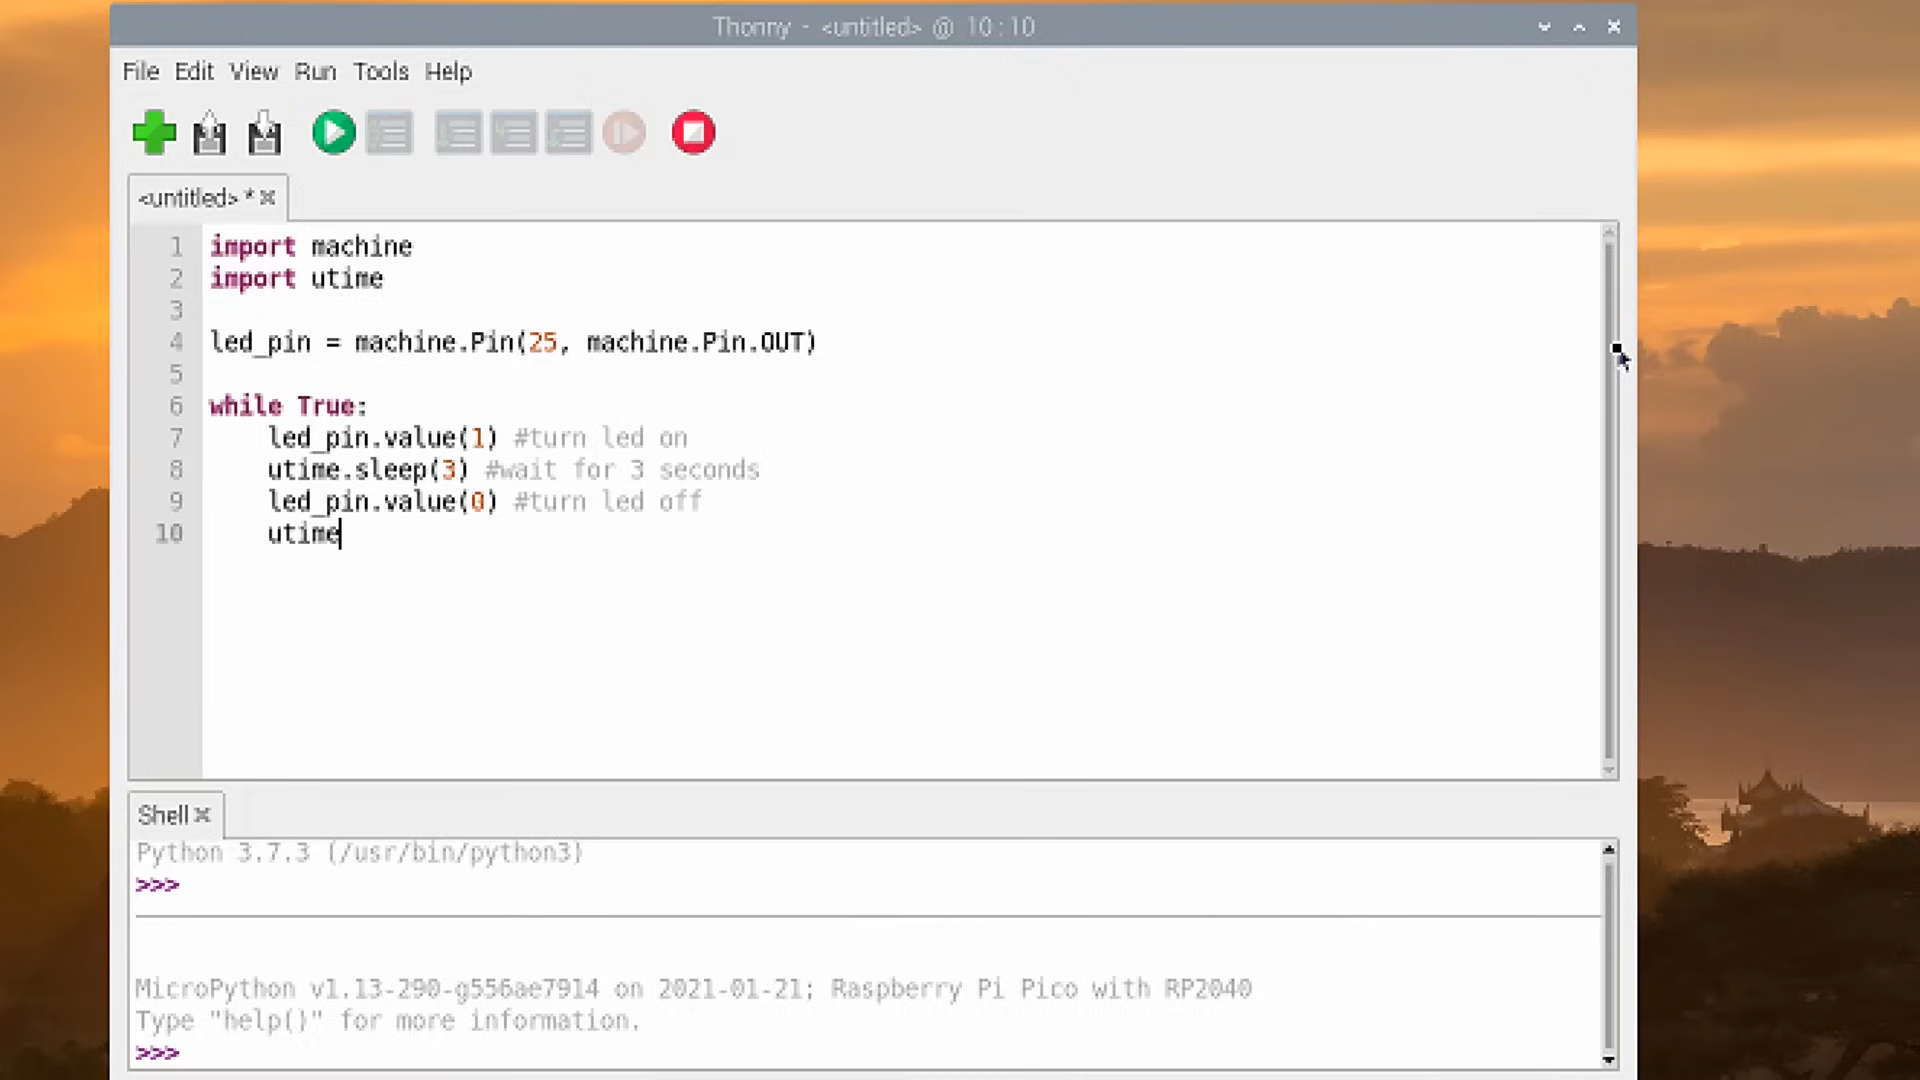 Thonny - <untitled> @ 10:10
File Edit View Run Tools Help
<untitled> *
1 import machine
2 import utime
3
4 led_pin = machine.Pin(25, machine.Pin.OUT)
5
6 while True:
7     led_pin.value(1) #turn led on
8     utime.sleep(3) #wait for 3 seconds
9     led_pin.value(0) #turn led off
10     utime
Shell
Python 3.7.3 (/usr/bin/python3)
>>>
MicroPython v1.13-290-g556ae7914 on 2021-01-21; Raspberry Pi Pico with RP2040
Type "help()" for more information.
>>>